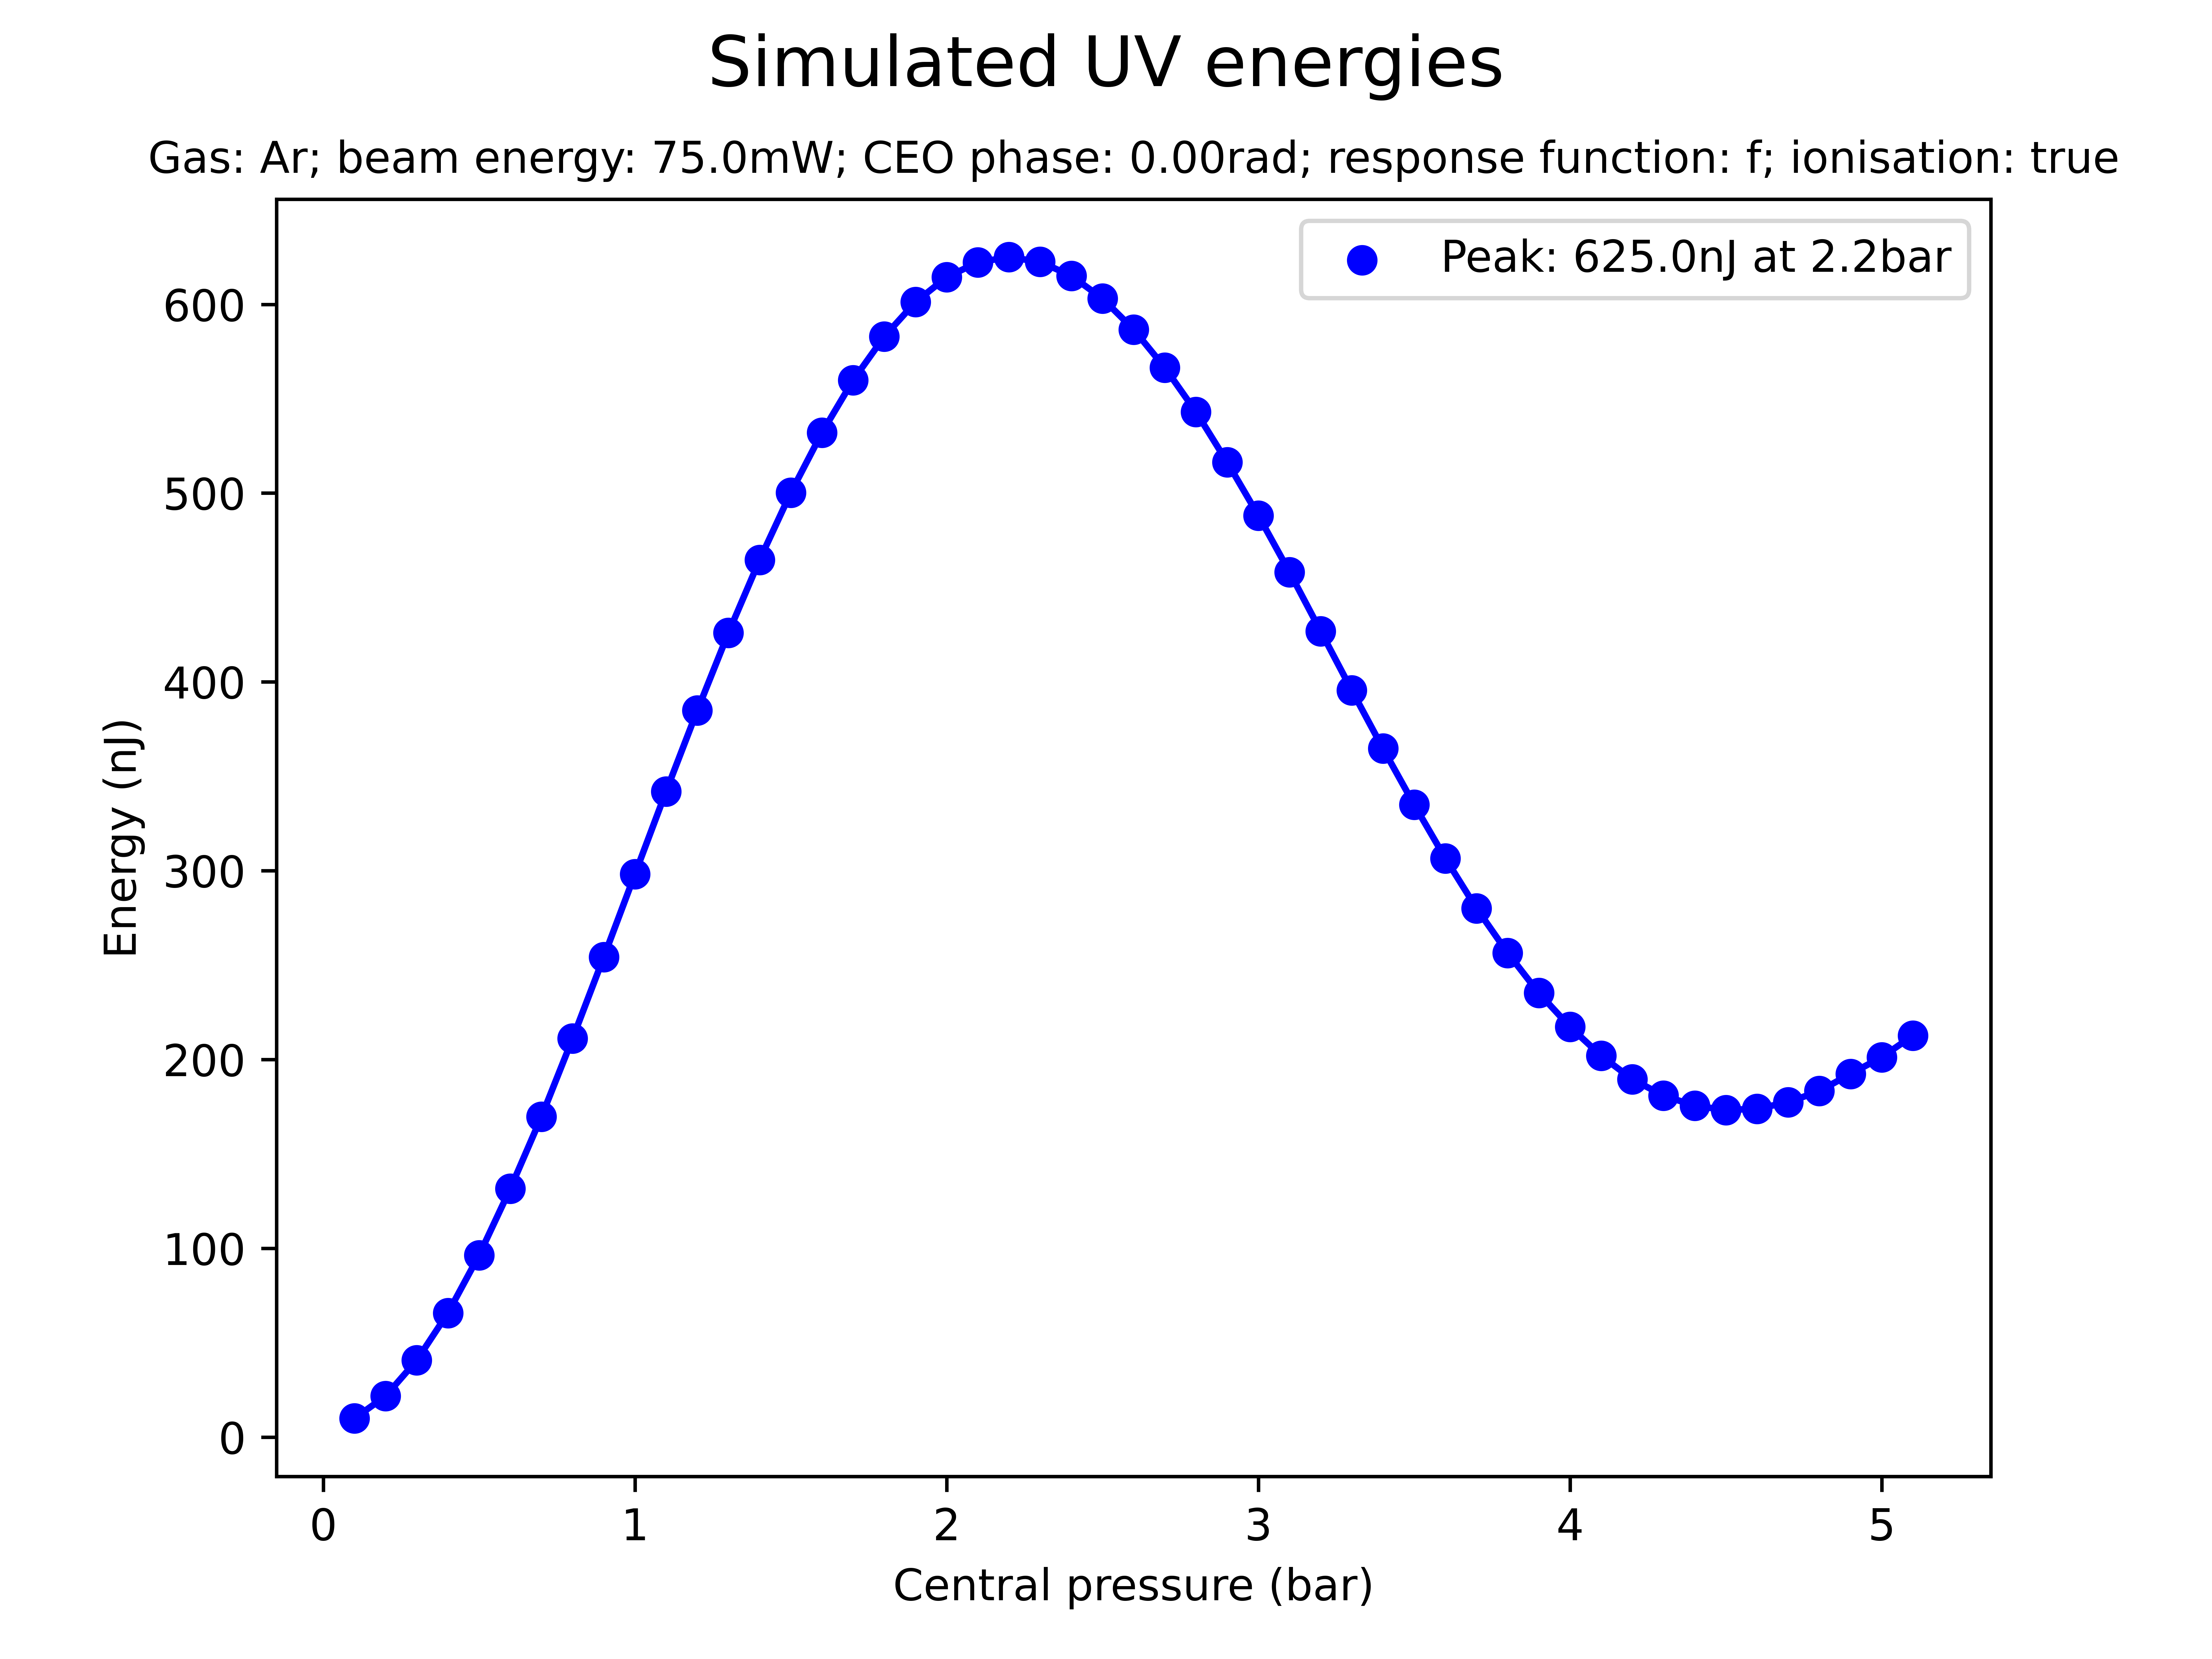 Simulated UV energies
Gas: Ar; beam energy: 75.0mW; CEO phase: 0.00rad; response function: f; ionisation: true
Peak: 625.0nJ at 2.2bar
600
500
400
300
200
100
0
Energy (nJ)
0 1 2 3 4 5
Central pressure (bar)